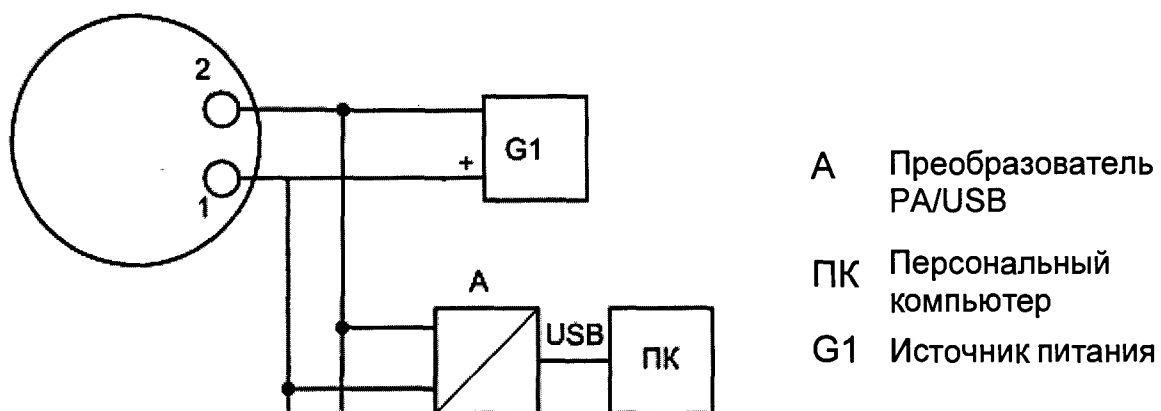 2
+
G1
1
A
USB
ПК
А Преобразователь
PA/USB
ПК Персональный
компьютер
G1 Источник питания